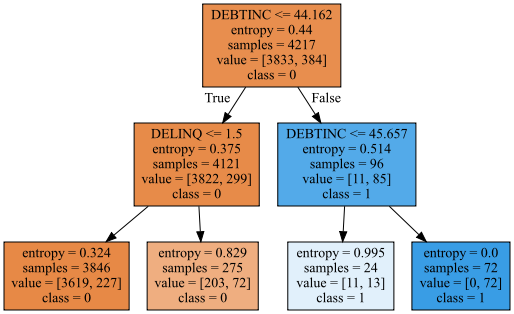 DEBTINC <= 44.162
entropy = 0.44
samples = 4217
value = [3833, 384]
class = 0
True
False
DELINQ <= 1.5
entropy = 0.375
samples = 4121
value = [3822, 299]
class = 0
DEBTINC <= 45.657
entropy = 0.514
samples = 96
value = [11, 85]
class = 1
entropy = 0.324
samples = 3846
value = [3619, 227]
class = 0
entropy = 0.829
samples = 275
value = [203, 72]
class = 0
entropy = 0.995
samples = 24
value = [11, 13]
class = 1
entropy = 0.0
samples = 72
value = [0, 72]
class = 1